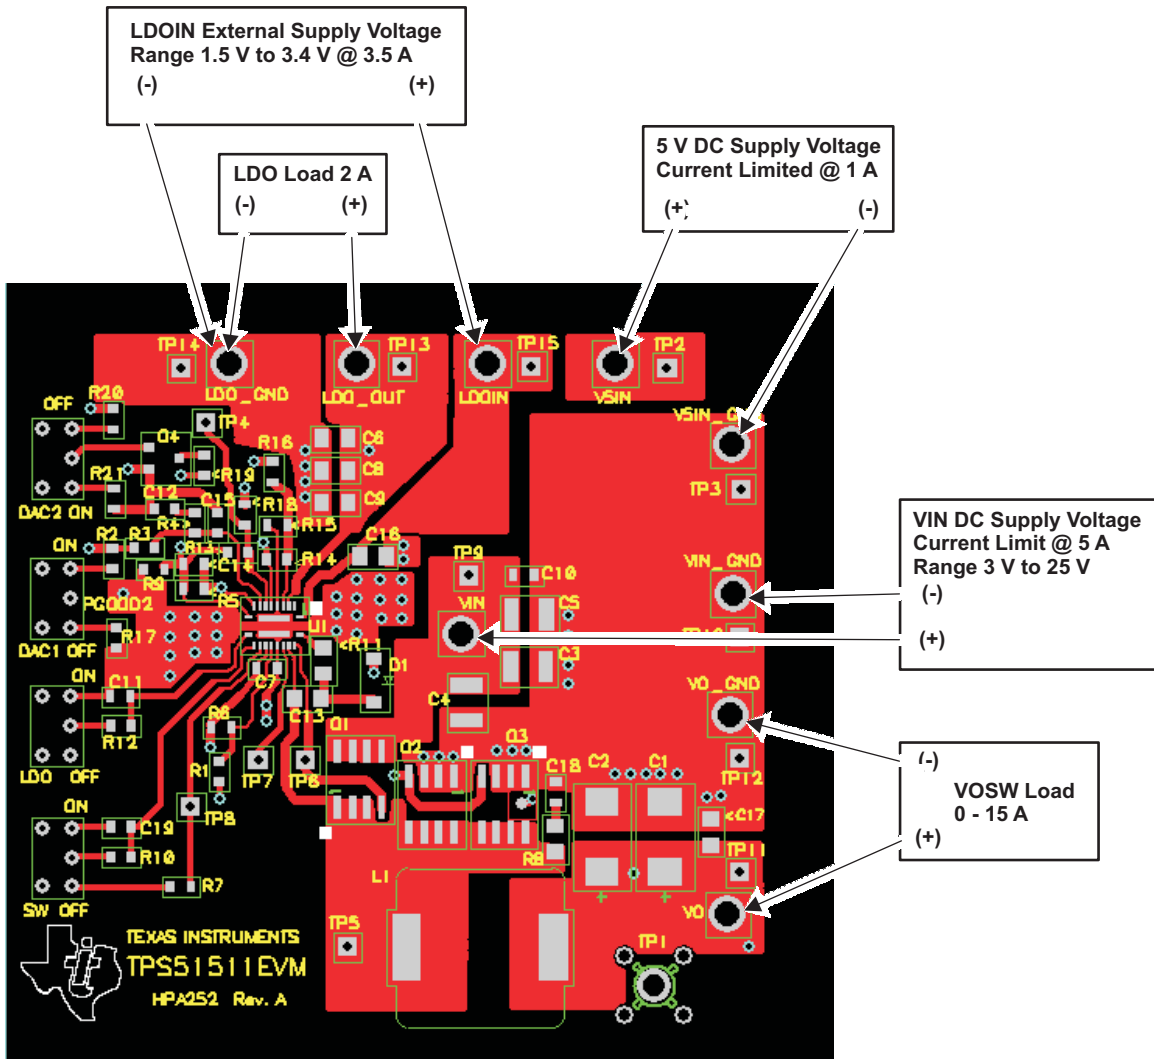 LDOIN External Supply Voltage
Range 1.5 V to 3.4 V @ 3.5 A
(-) (+)
LDO Load 2 A
(-) (+)
5 V DC Supply Voltage
Current Limited @ 1 A
(+) (-)
TP14
LDO_GND
TP13
LDO_OUT
TP15
LDOIN
TP2
V5IN
V5IN_GND
TP3
OFF
R20
Q4
TP4
R16
C6
C8
C9
R21
C12
C15
<R19
<R18
DAC2 ON
R4>
<R15
ON
R2
R3
R13
<C14
R14
C16
R9
R5
PGOOD2
U1
TP9
VIN
C10
C5
C3
VIN_GND
VIN DC Supply Voltage
Current Limit @ 5 A
Range 3 V to 25 V
(-)
(+)
R17
DAC1 OFF
<R11
D1
C7
ON
C11
R12
LDO OFF
R6
C13
C4
VO_GND
Q1
Q2
Q3
C18
C2
C1
TP12
R1
TP7
TP6
TP8
(-)
VOSW Load
0 - 15 A
(+)
ON
C19
R10
R7
SW OFF
R8
<C17
TP11
VO
L1
TP5
TP1
TEXAS INSTRUMENTS
TPS51511EVM
HPA252 Rev. A